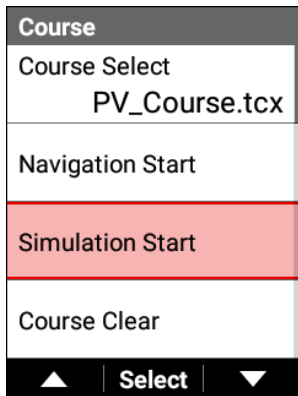 Course
Course Select
PV_Course.tcx
Navigation Start
Simulation Start
Course Clear
Select